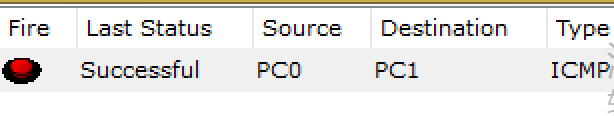 Fire Last Status Source Destination Type
Successful PC0 PC1 ICMP